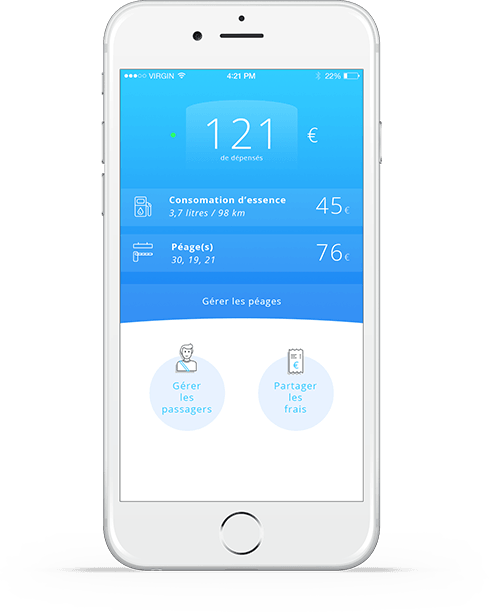 VIRGIN 4:21 PM 22%
121 €
de dépensés
Consomation d'essence 45€
3,7 litres / 98 km
Péage(s) 76€
30, 19, 21
Gérer les péages
Gérer
les
passagers
Partager
les
frais
€